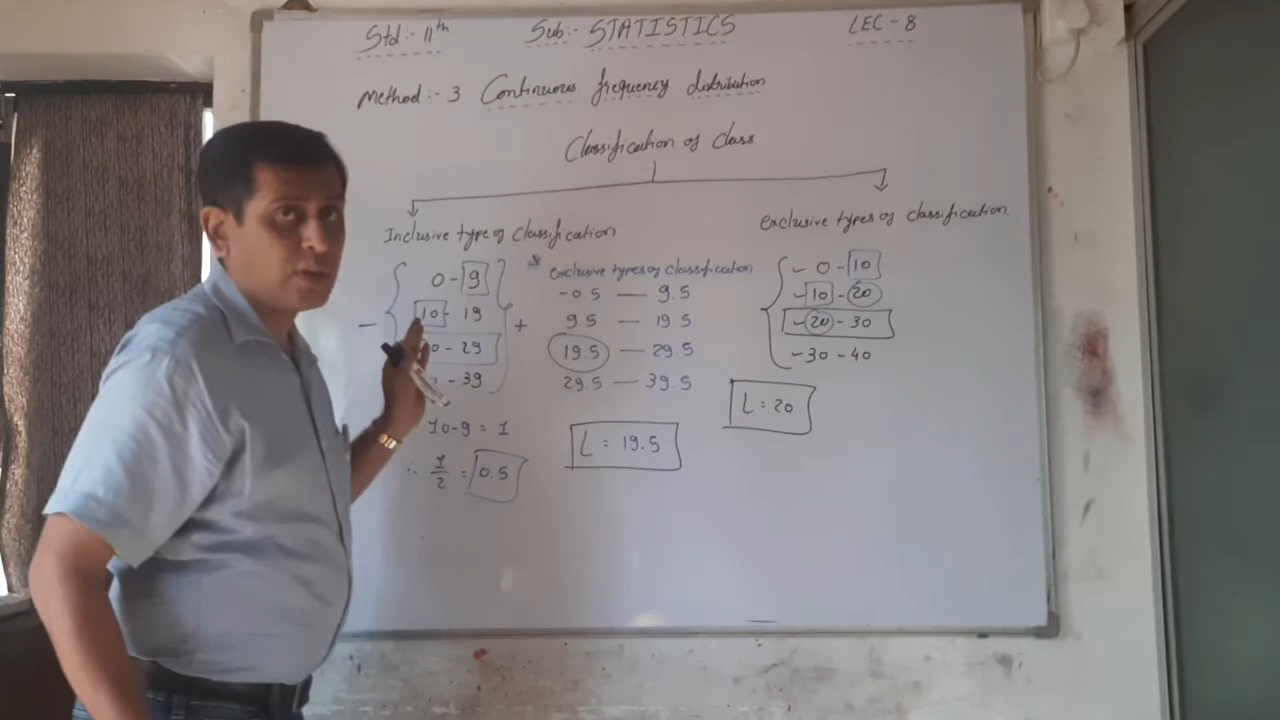 Std:- 11th Sub:- STATISTICS LEC - 8
Method:- 3 Continuous frequency distribution
Classification of class
Inclusive type of classification
0 - 9
10 - 19
0 - 29
- 39
10-9 = 1
∴ 1/2 = 0.5
- +
* Exclusive types of classification
-0.5 — 9.5
9.5 — 19.5
19.5 — 29.5
29.5 — 39.5
L = 19.5
Exclusive types of classification
- 0 - 10
- 10 - 20
- 20 - 30
- 30 - 40
L = 20